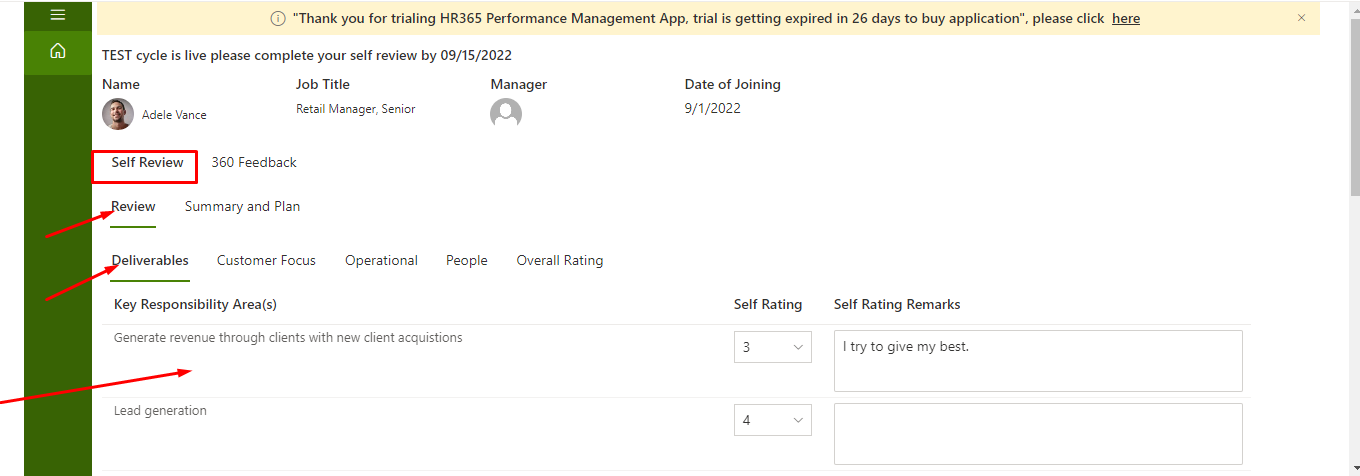 "Thank you for trialing HR365 Performance Management App, trial is getting expired in 26 days to buy application", please click here
TEST cycle is live please complete your self review by 09/15/2022
Name Job Title Manager Date of Joining
Adele Vance Retail Manager, Senior 9/1/2022
Self Review 360 Feedback
Review Summary and Plan
Deliverables Customer Focus Operational People Overall Rating
Key Responsibility Area(s) Self Rating Self Rating Remarks
Generate revenue through clients with new client acquistions 3 I try to give my best.
Lead generation 4